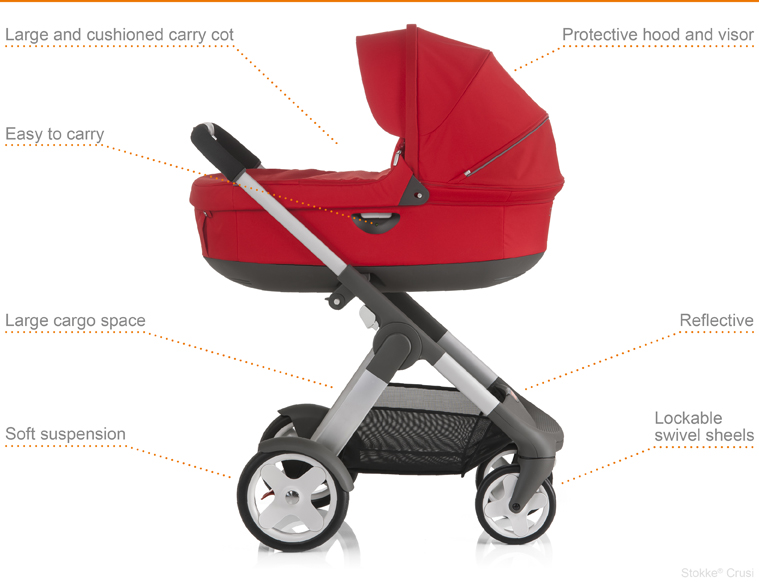 Large and cushioned carry cot
Protective hood and visor
Easy to carry
Large cargo space
Reflective
Soft suspension
Lockable
swivel sheels
Stokke® Crusi